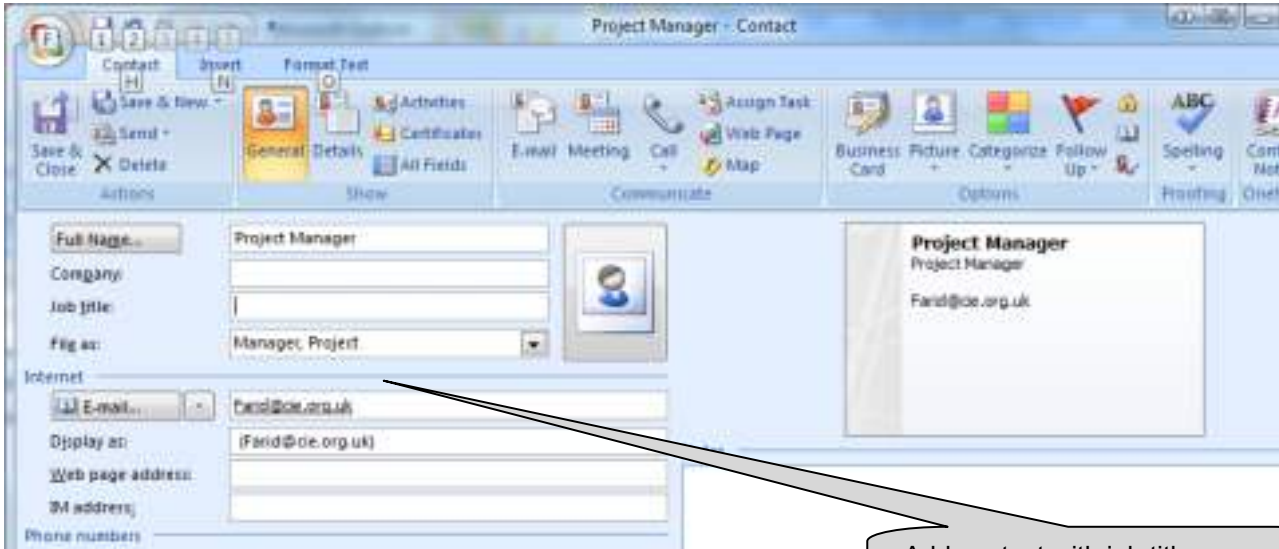 Project Manager - Contact
F 1 2
Contact Insert Format Text
H N O
Save & Close
Save & New
Send
Delete
Actions
General
Details
Activities
Certificates
All Fields
Show
E-mail
Meeting
Call
Assign Task
Web Page
Map
Communicate
Business Card
Picture
Categorize
Follow Up
Options
ABC
Spelling
Proofing
Full Name... Project Manager
Company:
Job title:
File as: Manager, Project
Internet
E-mail... Farid@cie.org.uk
Display as: (Farid@cie.org.uk)
Web page address:
IM address:
Phone numbers
Project Manager
Project Manager
Farid@cie.org.uk